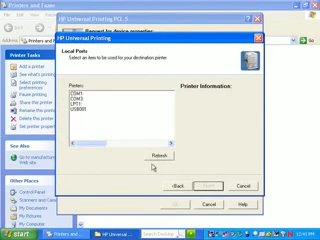 Printers and Faxes
HP Universal Printing PCL 5
Request for device properties
HP Universal Printing
Local Ports
Select an item to be used for your destination printer
Printers:
COM1
COM3
LPT1:
USB001
Printer Information:
Refresh
<Back
Cancel
Cancel
Help
Printer Tasks
Add a printer
See what's printing
Select printing
preferences
Pause printing
Share this printer
Rename this printer
Delete this printer
Set printer properties
See Also
Go to manufacturer
Web site
Other Places
Control Panel
Scanners and Cameras
My Documents
My Pictures
My Computer
start
Printers and ...
HP Universal Print...
Search Desktop
12:41 PM